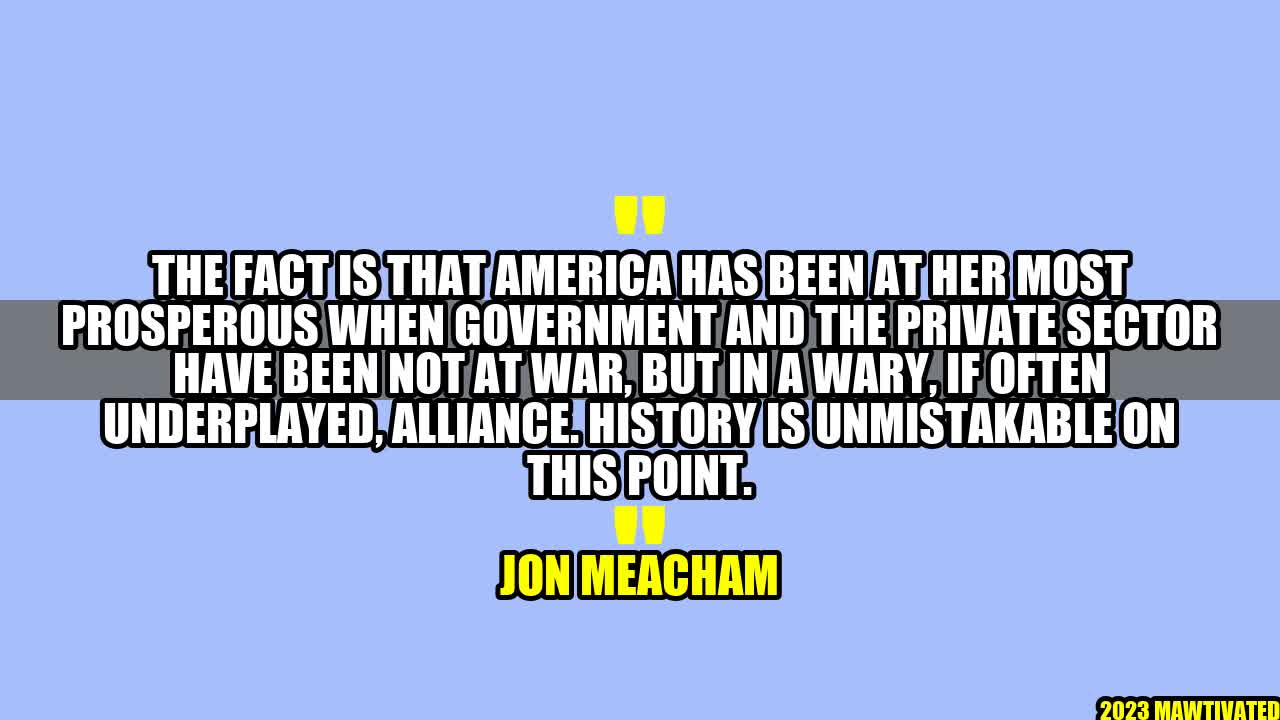 "
THE FACT IS THAT AMERICA HAS BEEN AT HER MOST
PROSPEROUS WHEN GOVERNMENT AND THE PRIVATE SECTOR
HAVE BEEN NOT AT WAR, BUT IN A WARY, IF OFTEN
UNDERPLAYED, ALLIANCE. HISTORY IS UNMISTAKABLE ON
THIS POINT.
"
JON MEACHAM
2023 MAWTIVATED